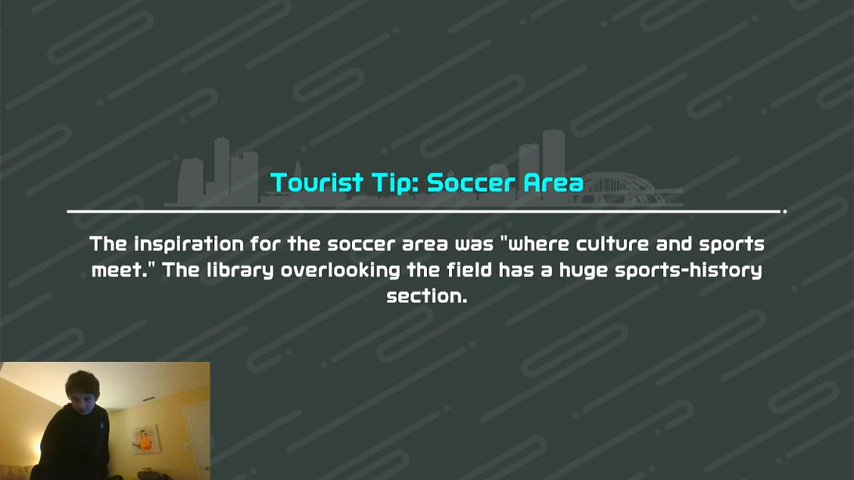 Tourist Tip: Soccer Area
The inspiration for the soccer area was "where culture and sports
meet." The library overlooking the field has a huge sports-history
section.